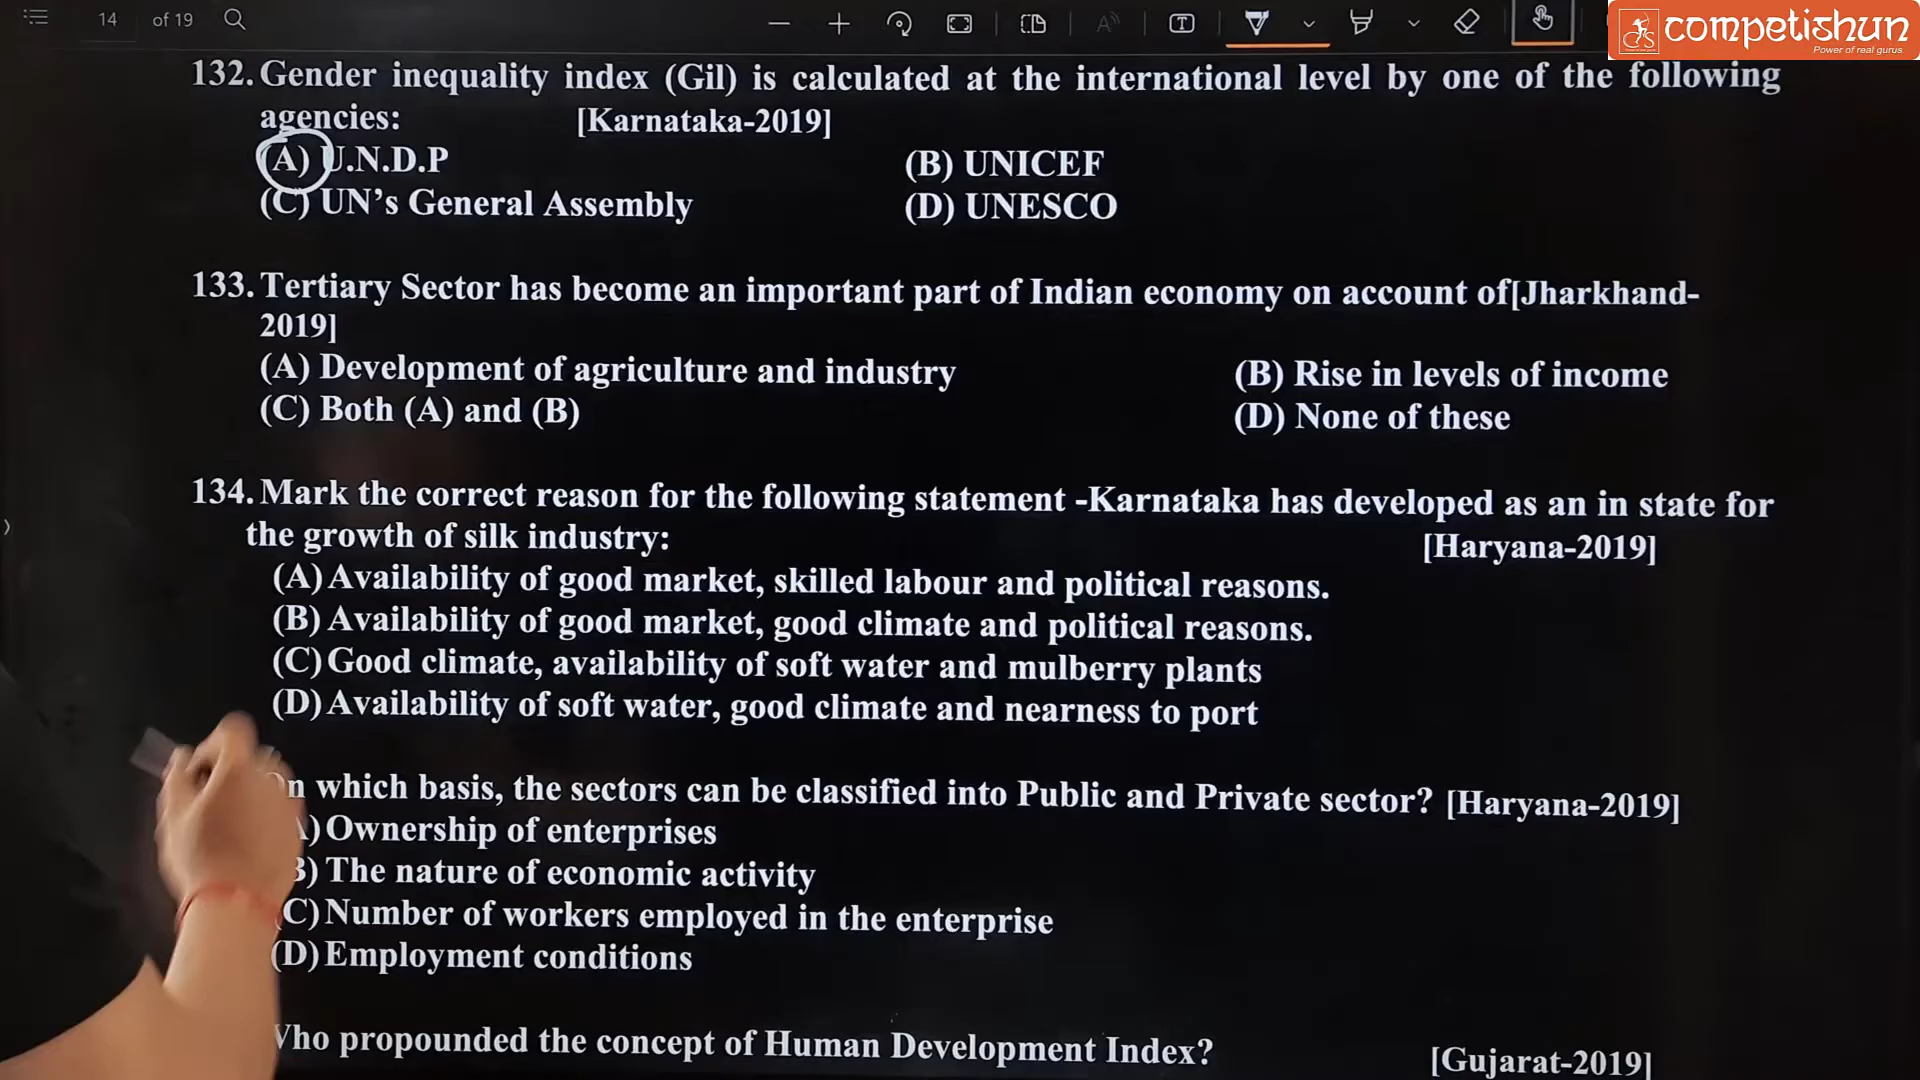 14 of 19
competishun
Power of real gurus
132. Gender inequality index (Gil) is calculated at the international level by one of the following
agencies: [Karnataka-2019]
(A) U.N.D.P (B) UNICEF
(C) UN's General Assembly (D) UNESCO
133. Tertiary Sector has become an important part of Indian economy on account of[Jharkhand-
2019]
(A) Development of agriculture and industry (B) Rise in levels of income
(C) Both (A) and (B) (D) None of these
134. Mark the correct reason for the following statement -Karnataka has developed as an in state for
the growth of silk industry: [Haryana-2019]
(A) Availability of good market, skilled labour and political reasons.
(B) Availability of good market, good climate and political reasons.
(C) Good climate, availability of soft water and mulberry plants
(D) Availability of soft water, good climate and nearness to port
which basis, the sectors can be classified into Public and Private sector? [Haryana-2019]
Ownership of enterprises
B) The nature of economic activity
(C) Number of workers employed in the enterprise
(D) Employment conditions
Who propounded the concept of Human Development Index? [Gujarat-2019]